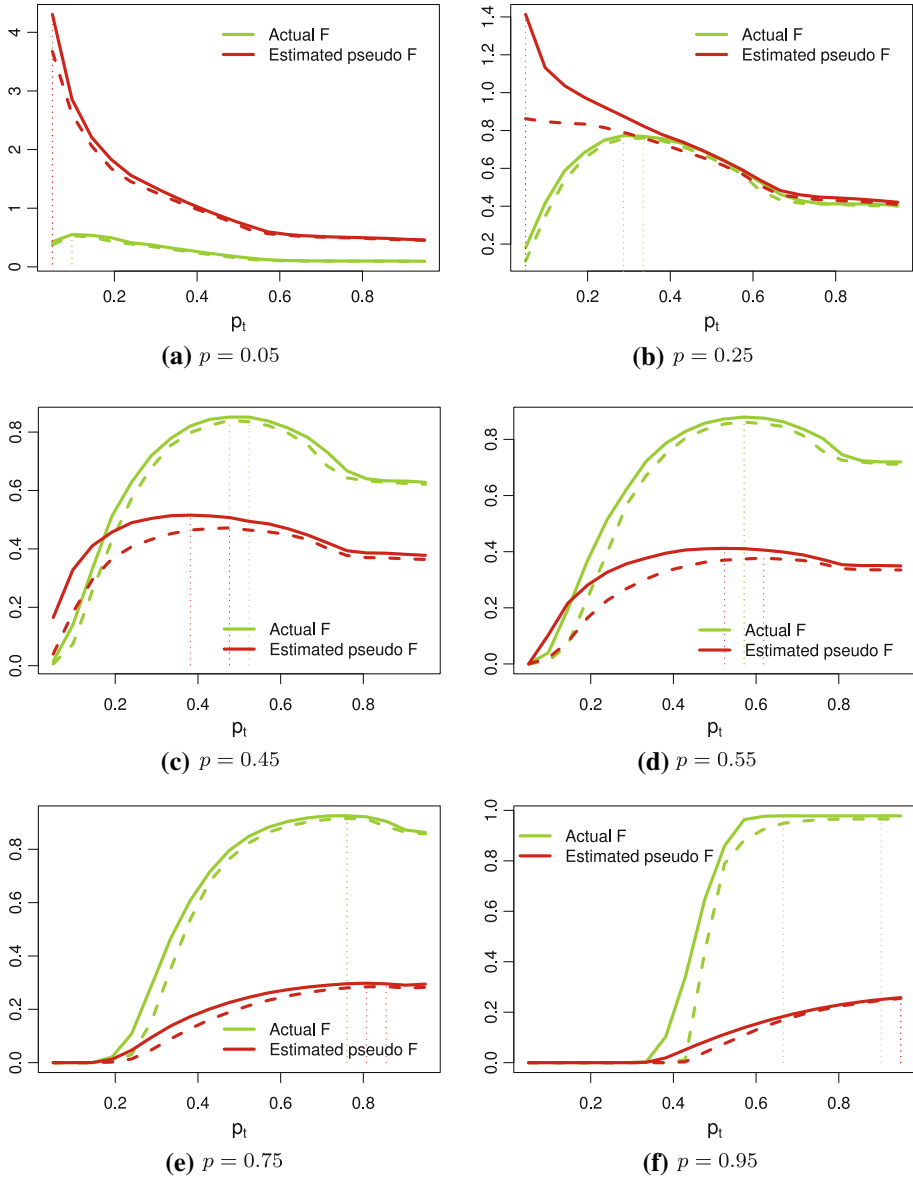 4
3
2
1
0
Actual F
Estimated pseudo F
0.2 0.4 0.6 0.8
pt
(a) p = 0.05
1.4
1.2
1.0
0.8
0.6
0.4
0.2
Actual F
Estimated pseudo F
0.2 0.4 0.6 0.8
pt
(b) p = 0.25
0.8
0.6
0.4
0.2
0.0
Actual F
Estimated pseudo F
0.2 0.4 0.6 0.8
pt
(c) p = 0.45
0.8
0.6
0.4
0.2
0.0
Actual F
Estimated pseudo F
0.2 0.4 0.6 0.8
pt
(d) p = 0.55
0.8
0.6
0.4
0.2
0.0
Actual F
Estimated pseudo F
0.2 0.4 0.6 0.8
pt
(e) p = 0.75
1.0
0.8
0.6
0.4
0.2
0.0
Actual F
Estimated pseudo F
0.2 0.4 0.6 0.8
pt
(f) p = 0.95